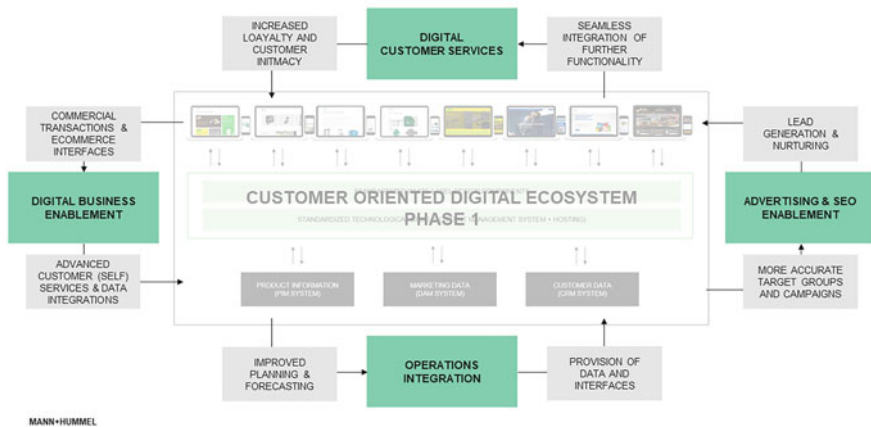 INCREASED
LOAYALTY AND
CUSTOMER
INITMACY
DIGITAL
CUSTOMER SERVICES
SEAMLESS
INTEGRATION OF
FURTHER
FUNCTIONALITY
COMMERCIAL
TRANSACTIONS &
ECOMMERCE
INTERFACES
LEAD
GENERATION &
NURTURING
DIGITAL BUSINESS
ENABLEMENT
CUSTOMER ORIENTED DIGITAL ECOSYSTEM
PHASE 1
STANDARDIZED TECHNOLOGICAL MANAGEMENT SYSTEM + HOSTING)
ADVERTISING & SEO
ENABLEMENT
ADVANCED
CUSTOMER (SELF)
SERVICES & DATA
INTEGRATIONS
PRODUCT INFORMATION
(PIM SYSTEM)
MARKETING DATA
(DAM SYSTEM)
CUSTOMER DATA
(CRM SYSTEM)
MORE ACCURATE
TARGET GROUPS
AND CAMPAIGNS
IMPROVED
PLANNING &
FORECASTING
OPERATIONS
INTEGRATION
PROVISION OF
DATA AND
INTERFACES
MANN+HUMMEL